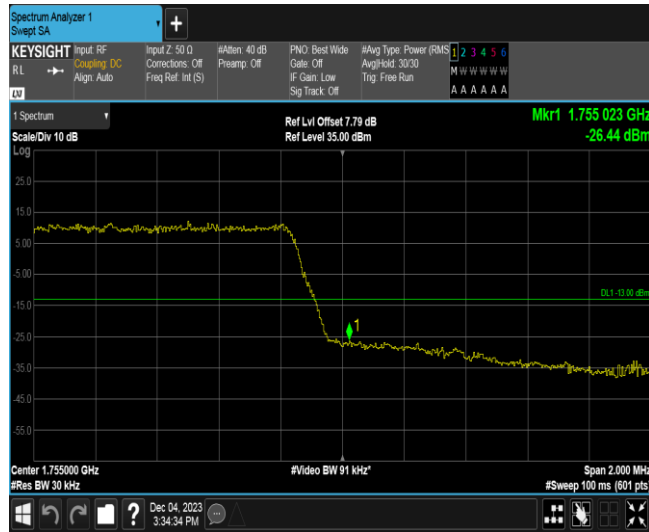 Spectrum Analyzer 1
Swept SA
+
KEYSIGHT
RL
LXI
Input: RF
Coupling: DC
Align: Auto
Input Z: 50 Ω
Corrections: Off
Freq Ref: Int (S)
#Atten: 40 dB
Preamp: Off
PNO: Best Wide
Gate: Off
IF Gain: Low
Sig Track: Off
#Avg Type: Power (RMS
Avg|Hold: 30/30
Trig: Free Run
1 2 3 4 5 6
M W W W W W
A A A A A A
1 Spectrum
Scale/Div 10 dB
Ref Lvl Offset 7.79 dB
Ref Level 35.00 dBm
Mkr1 1.755 023 GHz
-26.44 dBm
Log
25.0
15.0
5.00
-5.00
-15.0
-25.0
-35.0
-45.0
-55.0
DL1 -13.00 dBm
1
Center 1.755000 GHz
#Video BW 91 kHz*
Span 2.000 MHz
#Res BW 30 kHz
#Sweep 100 ms (601 pts)
?
Dec 04, 2023
3:34:34 PM